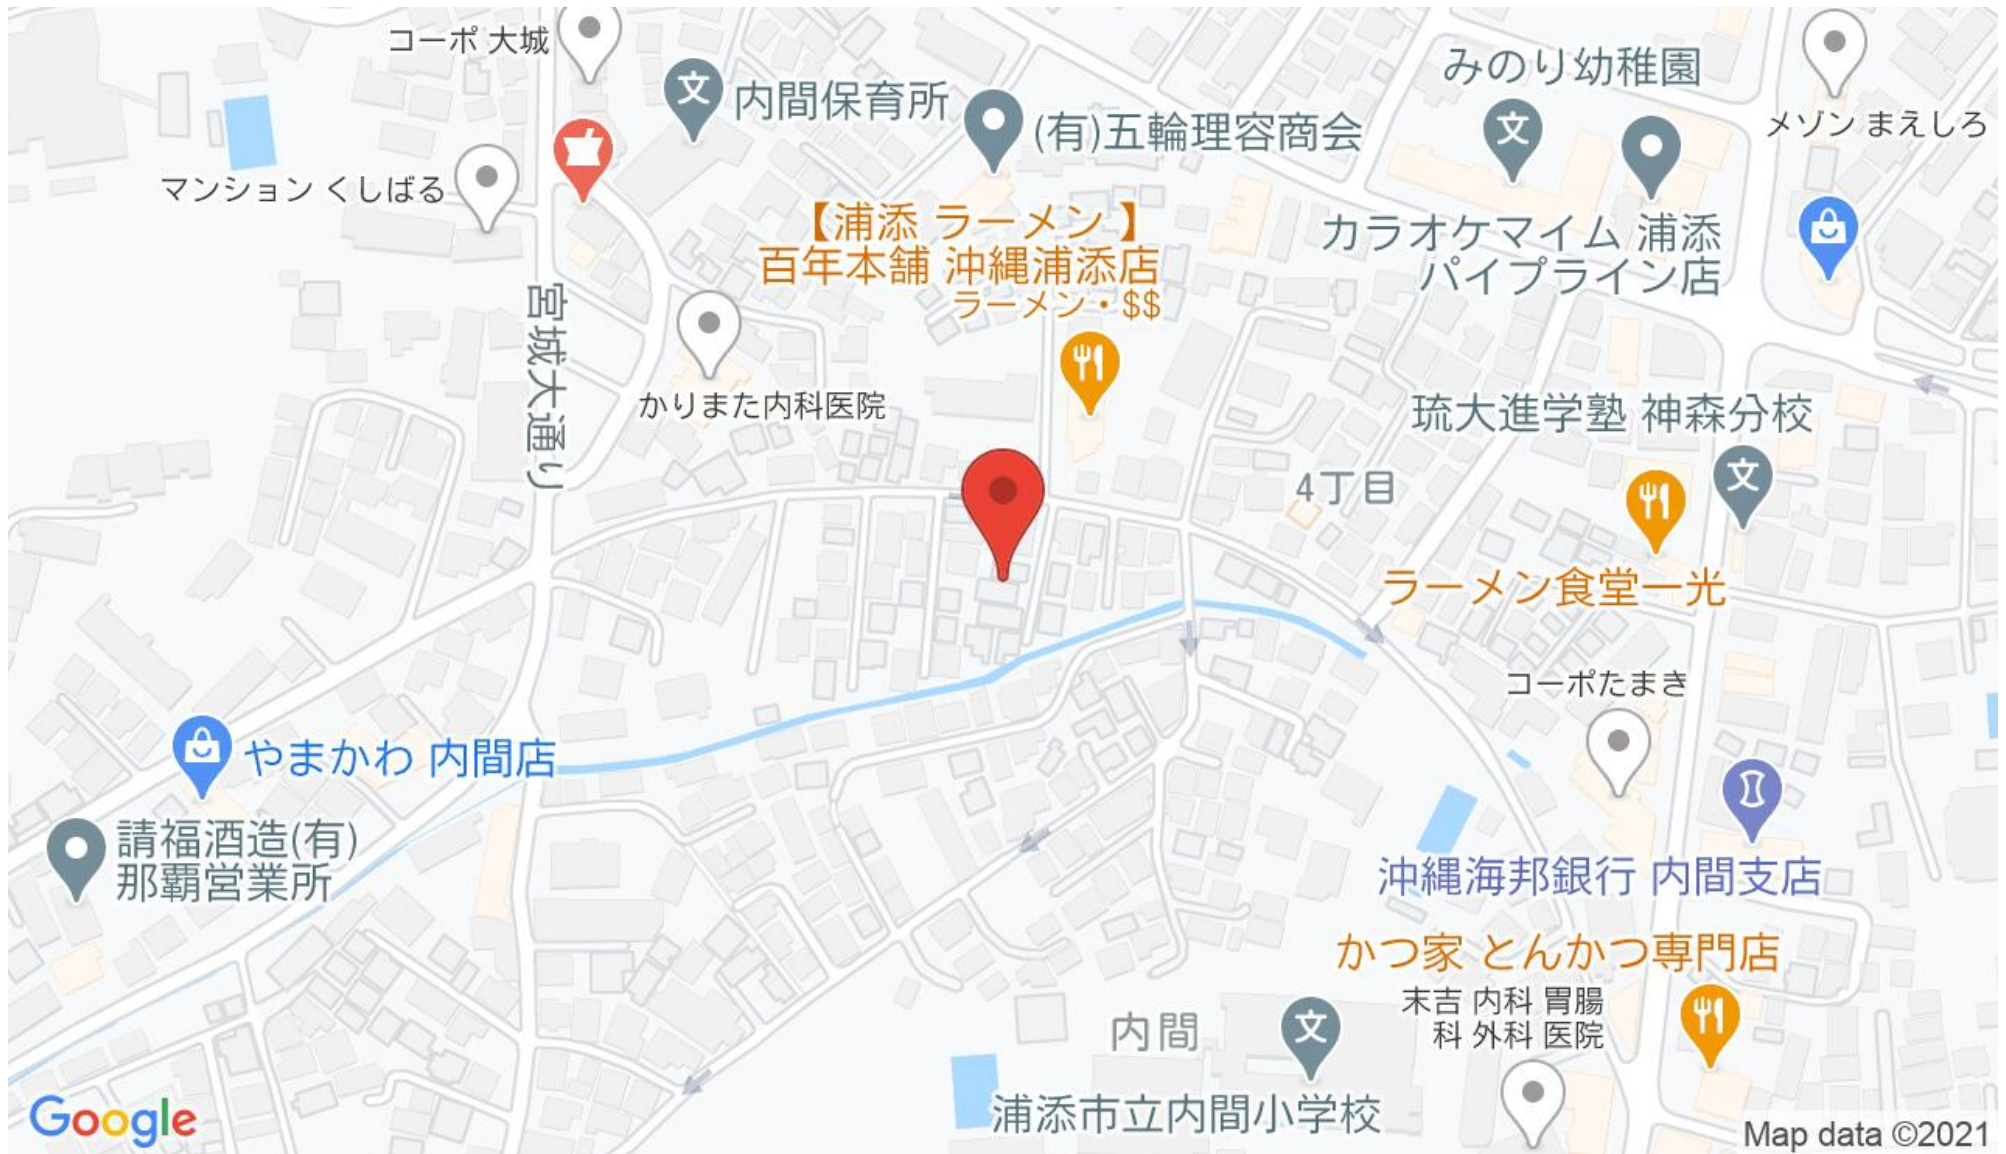 コーポ 大城
内間保育所
(有)五輪理容商会
みのり幼稚園
メゾン まえしろ
マンション くしばる
【浦添 ラーメン 】
百年本舗 沖縄浦添店
ラーメン・$$
カラオケマイム 浦添
パイプライン店
宮城大通り
かりまた内科医院
琉大進学塾 神森分校
4丁目
ラーメン食堂一光
コーポたまき
やまかわ 内間店
請福酒造(有)
那覇営業所
沖縄海邦銀行 内間支店
かつ家 とんかつ専門店
末吉 内科 胃腸
科 外科 医院
内間
浦添市立内間小学校
Google
Map data ©2021